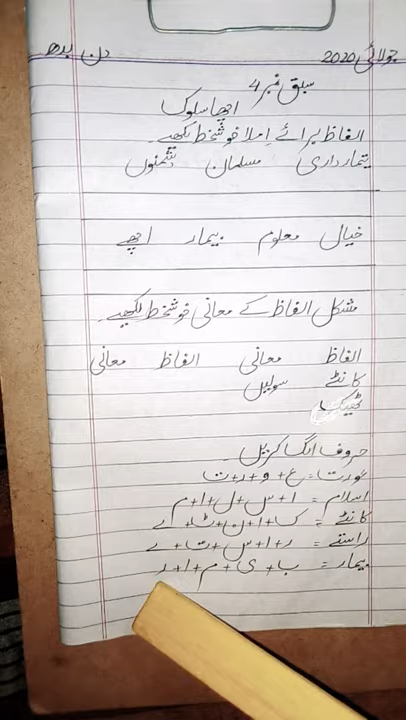 جولائی 2020 دن بدھ
سبق نمبر 4
اچھا سلوک
الفاظ برائے اِملا خوشخط لکھیے۔
تیمارداری مسلمان دشمنوں
خیال معلوم بیمار اچھے
مشکل الفاظ کے معانی خوشخط لکھیے۔
الفاظ معانی الفاظ معانی
کانٹے سولیں
ٹھیک
حروف الگ کریں۔
عورت = ع + و + ر + ت
اسلام = ا + س + ل + ا + م
کانٹے = ک + ا + ن + ٹ + ے
راستے = ر + ا + س + ت + ے
بیمار = ب + ی + م + ا + ر